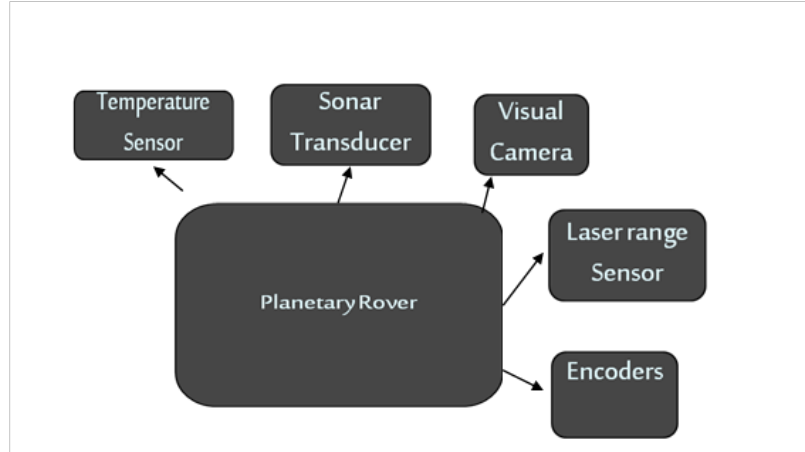 Temperature
Sensor
Sonar
Transducer
Visual
Camera
Laser range
Sensor
Planetary Rover
Encoders